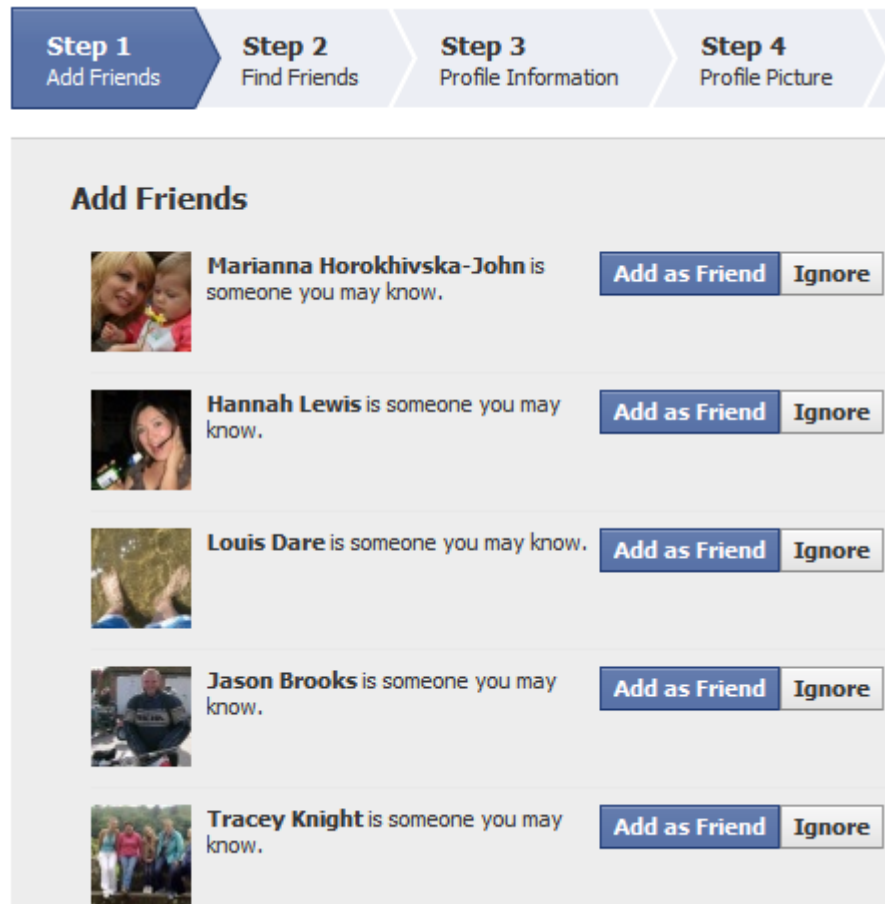 Step 1
Add Friends
Step 2
Find Friends
Step 3
Profile Information
Step 4
Profile Picture
Add Friends
Marianna Horokhivska-John is
someone you may know.
Add as Friend
Ignore
Hannah Lewis is someone you may
know.
Add as Friend
Ignore
Louis Dare is someone you may know.
Add as Friend
Ignore
Jason Brooks is someone you may
know.
Add as Friend
Ignore
Tracey Knight is someone you may
know.
Add as Friend
Ignore